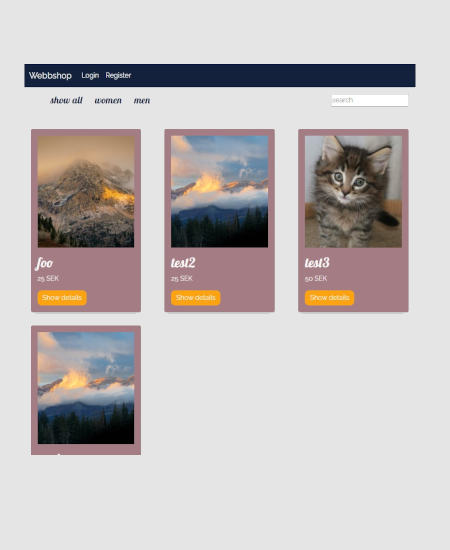 Webbshop Login Register
show all women men search
foo test2 test3
25 SEK 25 SEK 50 SEK
Show details Show details Show details